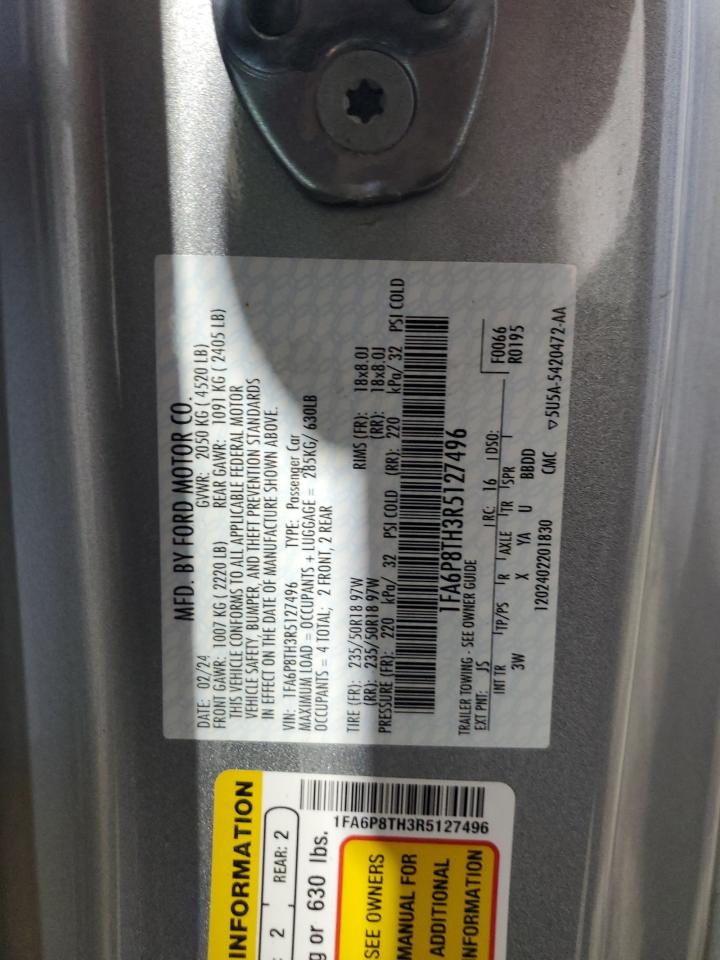 MFD. BY FORD MOTOR CO.
DATE: 02/24 GVWR: 2050 KG ( 4520 LB)
FRONT GAWR: 1007 KG ( 2220 LB) REAR GAWR: 1091 KG ( 2405 LB)
THIS VEHICLE CONFORMS TO ALL APPLICABLE FEDERAL MOTOR
VEHICLE SAFETY, BUMPER, AND THEFT PREVENTION STANDARDS
IN EFFECT ON THE DATE OF MANUFACTURE SHOWN ABOVE.
VIN: 1FA6P8TH3R5127496 TYPE: Passenger Car
MAXIMUM LOAD = OCCUPANTS + LUGGAGE = 285KG/ 630LB
OCCUPANTS = 4 TOTAL; 2 FRONT, 2 REAR
TIRE (FR): 235/50R18 97W RIMS (FR): 18x8.0J
(RR): 235/50R18 97W (RR): 18x8.0J
PRESSURE (FR): 220 kPa/ 32 PSI COLD (RR): 220 kPa/ 32 PSI COLD
1FA6P8TH3R5127496
TRAILER TOWING - SEE OWNER GUIDE
EXT PNT: JS RC: 16 DSO: F0066
INT TR TP/PS R AXLE TR SPR R0195
3W X YA U BBDD
1202402201830 CMC ▽5U5A-5420472-AA
INFORMATION
: 2 , REAR: 2
g or 630 lbs.
1FA6P8TH3R5127496
SEE OWNERS
MANUAL FOR
ADDITIONAL
INFORMATION